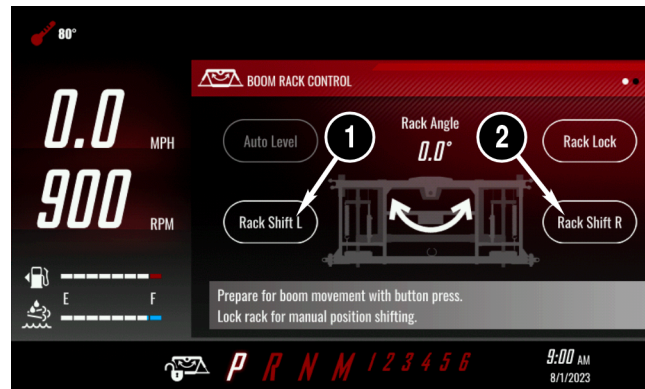 80°
BOOM RACK CONTROL
0.0 MPH
900 RPM
Auto Level
1
Rack Angle
0.0°
2
Rack Lock
Rack Shift L
Rack Shift R
E F
Prepare for boom movement with button press.
Lock rack for manual position shifting.
P R N M 1 2 3 4 5 6
9:00 AM
8/1/2023